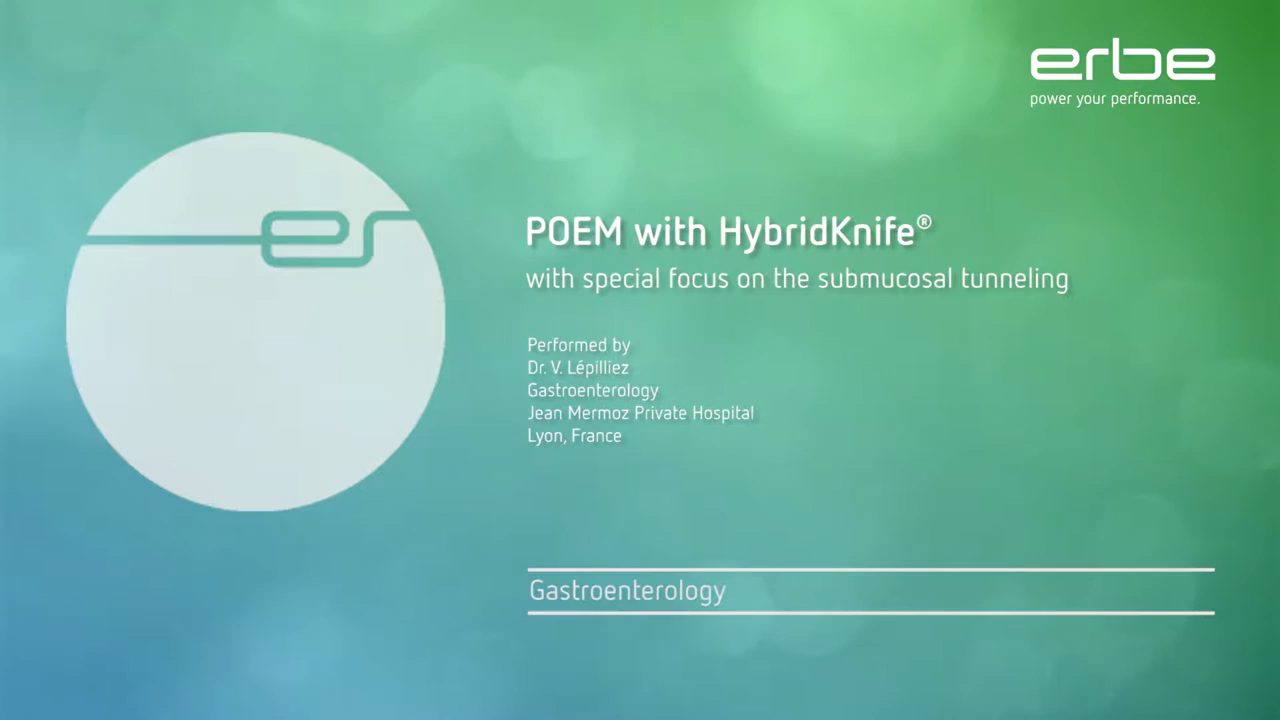 erbe
power your performance.
POEM with HybridKnife®
with special focus on the submucosal tunneling
Performed by
Dr. V. Lépilliez
Gastroenterology
Jean Mermoz Private Hospital
Lyon, France
Gastroenterology